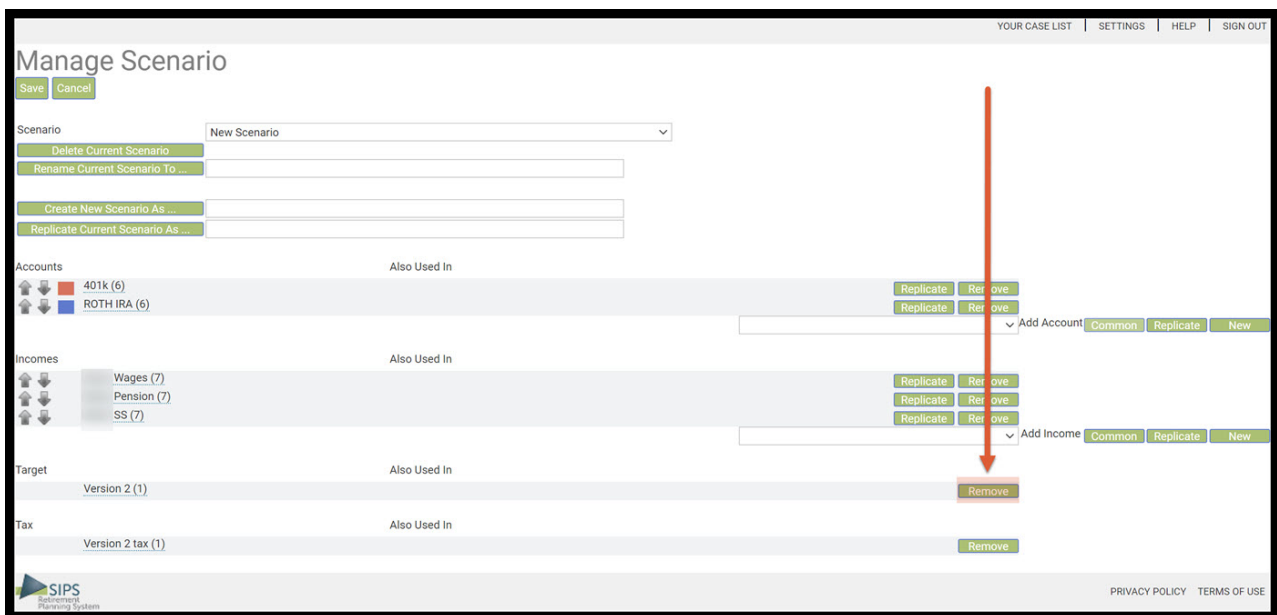 YOUR CASE LIST SETTINGS HELP SIGN OUT
Manage Scenario
Save Cancel
Scenario New Scenario
Delete Current Scenario
Rename Current Scenario To ...
Create New Scenario As ...
Replicate Current Scenario As ...
Accounts Also Used In
401k (6) Replicate Remove
ROTH IRA (6) Replicate Remove
Add Account Common Replicate New
Incomes Also Used In
Wages (7) Replicate Remove
Pension (7) Replicate Remove
SS (7) Replicate Remove
Add Income Common Replicate New
Target Also Used In
Version 2 (1) Remove
Tax Also Used In
Version 2 tax (1) Remove
SIPS
Retirement
Planning System
PRIVACY POLICY TERMS OF USE